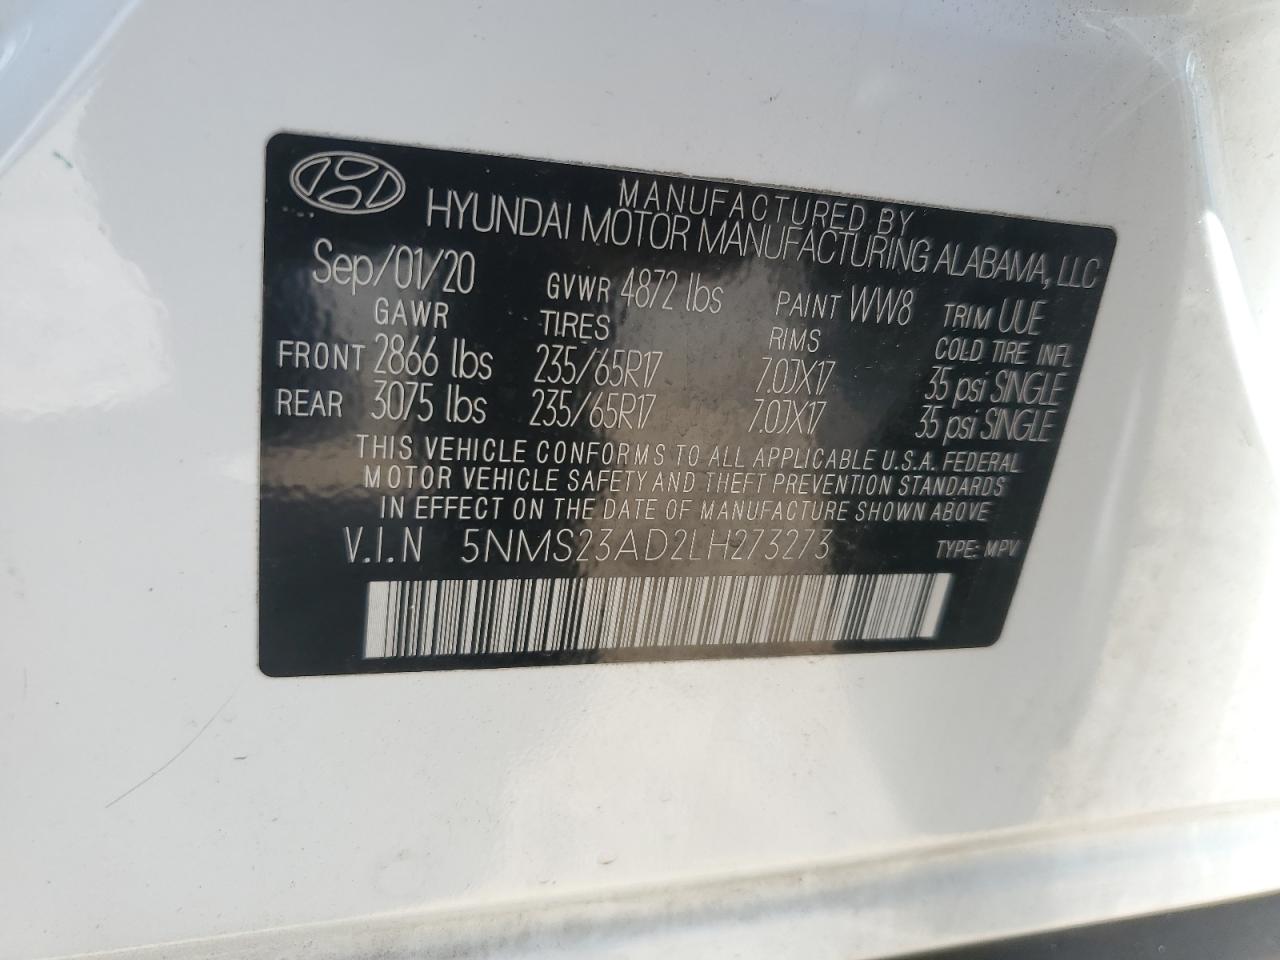 MANUFACTURED BY
HYUNDAI MOTOR MANUFACTURING ALABAMA, LLC
Sep/01/20 GVWR 4872 lbs PAINT WW8 TRIM UUE
GAWR TIRES RIMS COLD TIRE INFL
FRONT 2866 lbs 235/65R17 7.0JX17 35 psi SINGLE
REAR 3075 lbs 235/65R17 7.0JX17 35 psi SINGLE
THIS VEHICLE CONFORMS TO ALL APPLICABLE U.S.A. FEDERAL
MOTOR VEHICLE SAFETY AND THEFT PREVENTION STANDARDS
IN EFFECT ON THE DATE OF MANUFACTURE SHOWN ABOVE
V.I.N 5NMS23AD2LH273273 TYPE: MPV